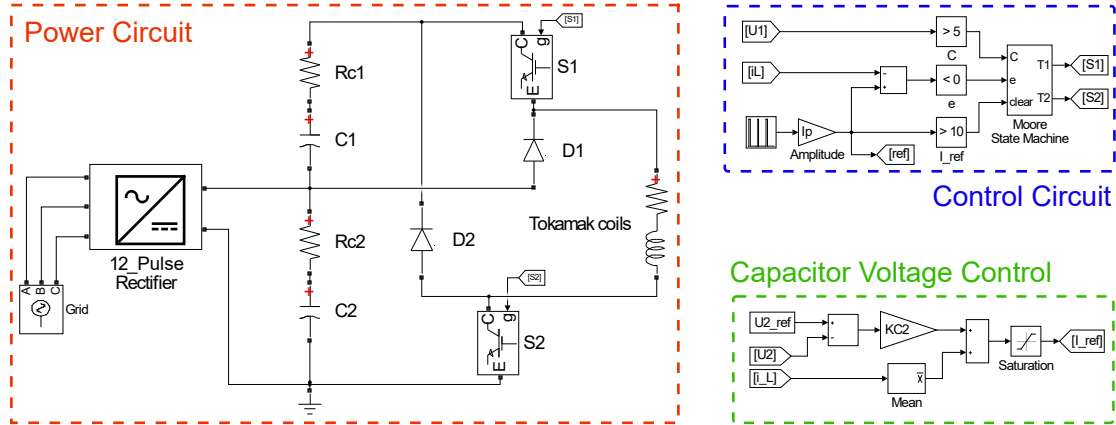 Power Circuit
Rc1
C1
Rc2
C2
12_Pulse
Rectifier
A
B
C
Grid
[S1]
C
g
E
S1
D1
D2
Tokamak coils
[S2]
C
g
E
S2
[U1]
> 5
C
[iL]
-
+
< 0
e
Ip
Amplitude
[ref]
> 10
I_ref
C
e
clear
T1
T2
Moore
State Machine
[S1]
[S2]
Control Circuit
Capacitor Voltage Control
U2_ref
[U2]
+
-
KC2
[i_L]
x
Mean
+
+
Saturation
[I_ref]